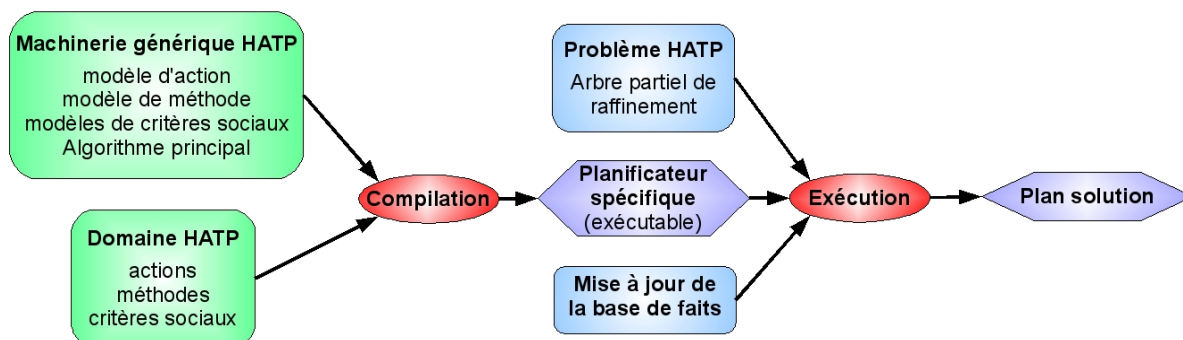 Machinerie générique HATP
modèle d'action
modèle de méthode
modèles de critères sociaux
Algorithme principal
Domaine HATP
actions
méthodes
critères sociaux
Compilation
Problème HATP
Arbre partiel de
raffinement
Planificateur
spécifique
(exécutable)
Mise à jour de
la base de faits
Exécution
Plan solution